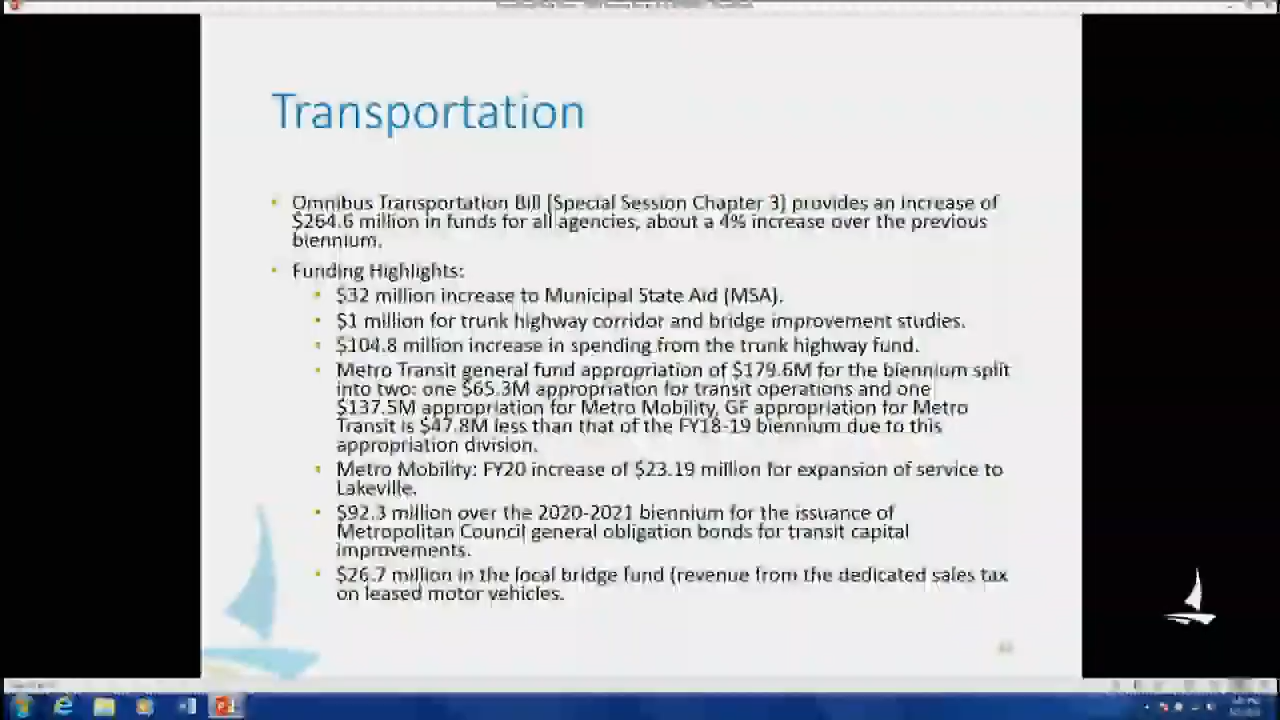 Transportation
Omnibus Transportation Bill [Special Session Chapter 3] provides an increase of
$264.6 million in funds for all agencies, about a 4% increase over the previous
biennium.
Funding Highlights:
$32 million increase to Municipal State Aid (MSA).
$1 million for trunk highway corridor and bridge improvement studies.
$104.8 million increase in spending from the trunk highway fund.
Metro Transit general fund appropriation of $179.6M for the biennium split
into two: one $65.3M appropriation for transit operations and one
$137.5M appropriation for Metro Mobility, GF appropriation for Metro
Transit is $47.8M less than that of the FY18-19 biennium due to this
appropriation division.
Metro Mobility: FY20 increase of $23.19 million for expansion of service to
Lakeville.
$92.3 million over the 2020-2021 biennium for the issuance of
Metropolitan Council general obligation bonds for transit capital
improvements.
$26.7 million in the local bridge fund (revenue from the dedicated sales tax
on leased motor vehicles.